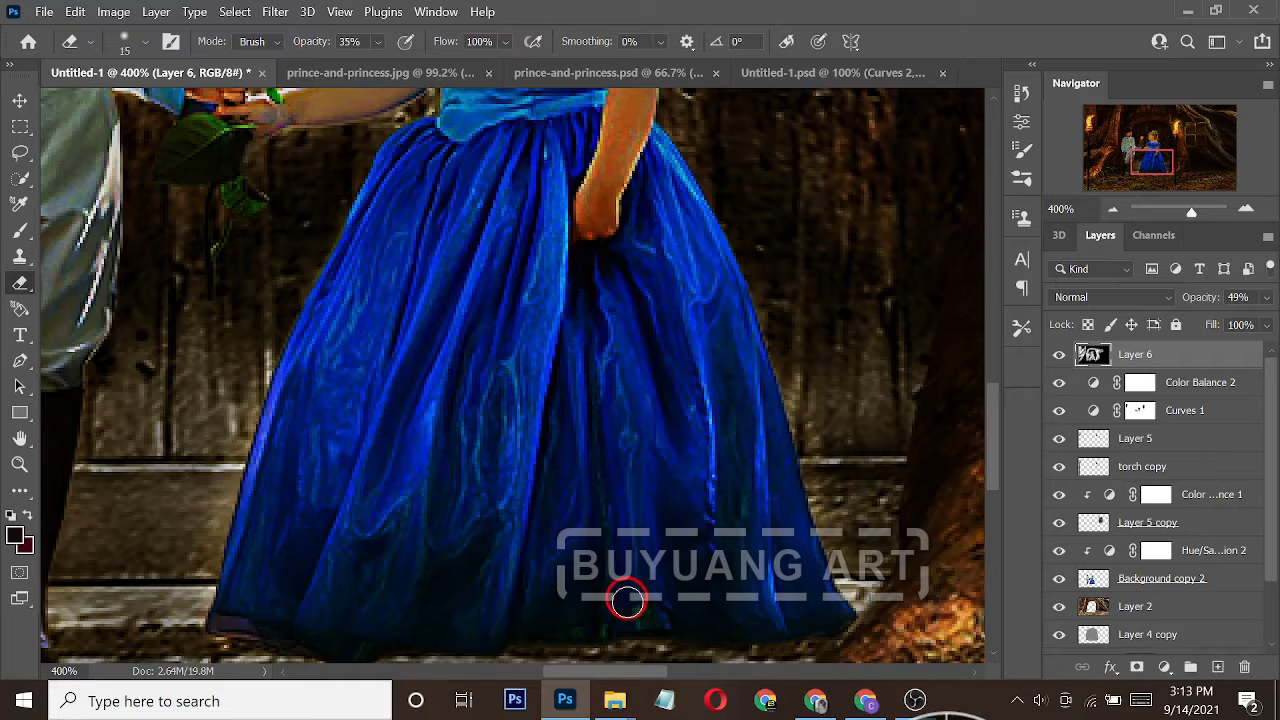 File Edit Image Layer Type Select Filter 3D View Plugins Window Help
15 Mode: Brush Opacity: 35% Flow: 100% Smoothing: 0% 0°
Untitled-1 @ 400% (Layer 6, RGB/8#) * prince-and-princess.jpg @ 99.2% (... prince-and-princess.psd @ 66.7% (... Untitled-1.psd @ 100% (Curves 2,...
Navigator
400%
3D Layers Channels
Kind
Normal Opacity: 49%
Lock: Fill: 100%
Layer 6
Color Balance 2
Curves 1
Layer 5
torch copy
Color ...nce 1
Layer 5 copy
Hue/Sa...ion 2
Background copy 2
Layer 2
Layer 4 copy
BUYUANG ART
400% Doc: 2.64M/19.8M
Type here to search
3:13 PM
9/14/2021
2